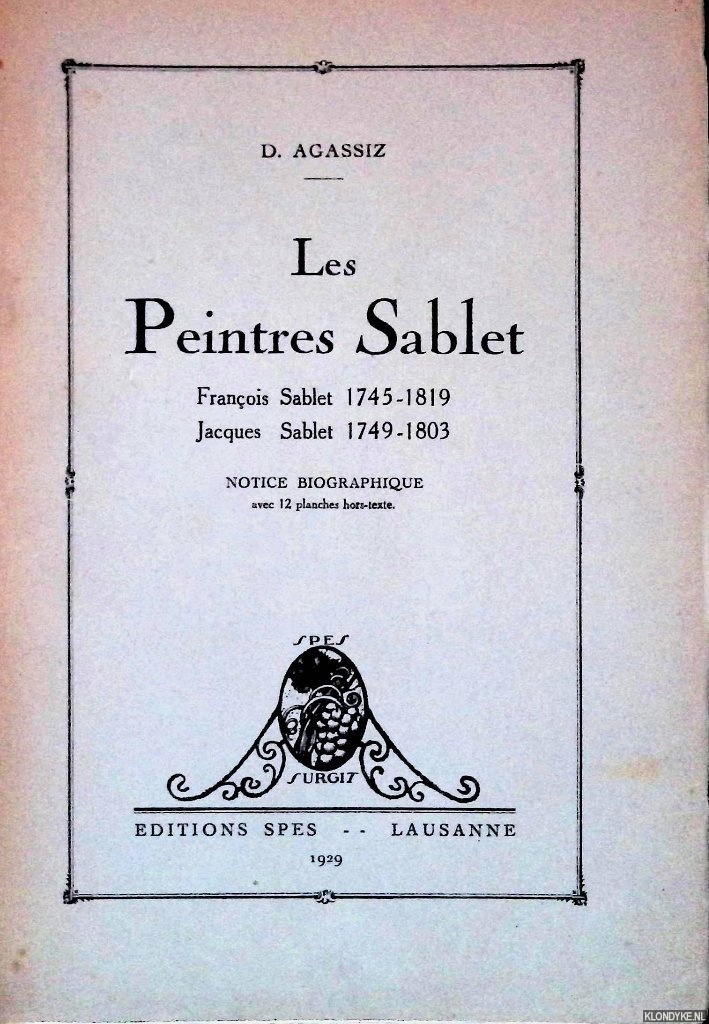 D. AGASSIZ
Les
Peintres Sablet
François Sablet 1745-1819
Jacques Sablet 1749-1803
NOTICE BIOGRAPHIQUE
avec 12 planches hors-texte.
SPES
SURGIT
EDITIONS SPES -- LAUSANNE
1929
KLONDYKE.NL